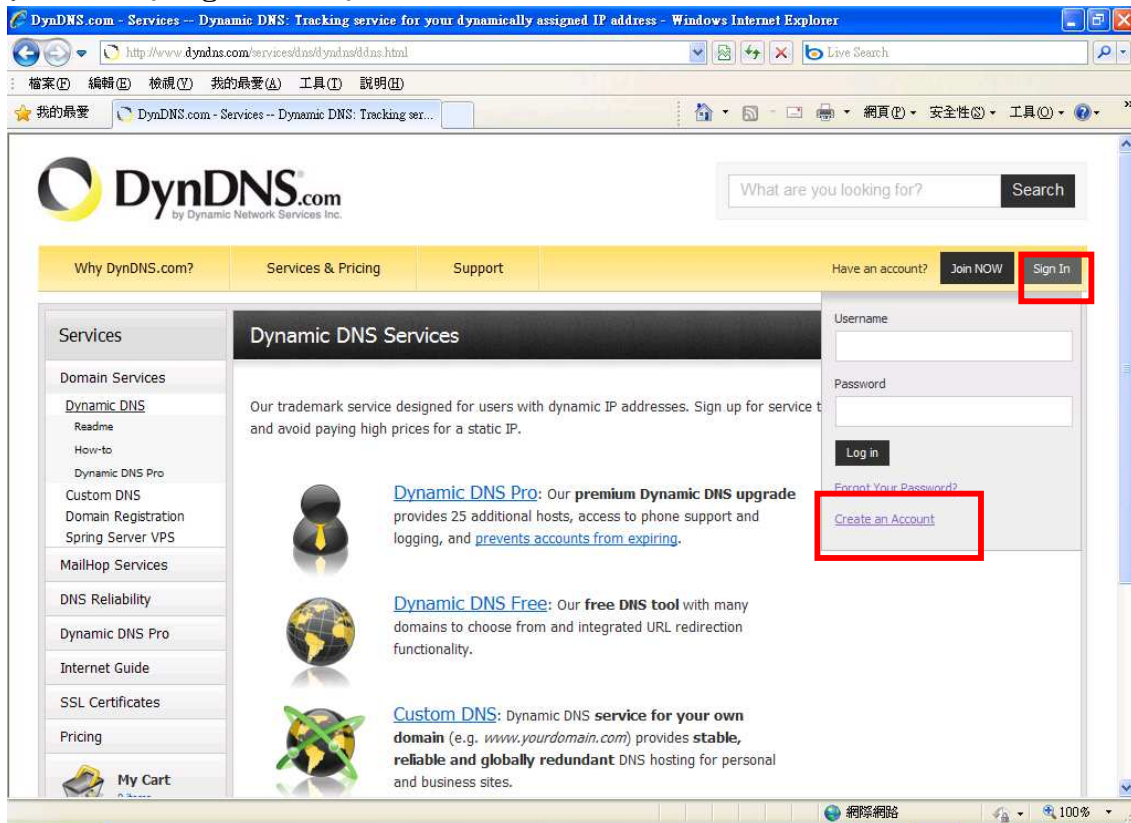 DynDNS.com - Services -- Dynamic DNS: Tracking service for your dynamically assigned IP address - Windows Internet Explorer
http://www.dyndns.com/services/dns/dyndns/ddns.html
Live Search
檔案(F) 編輯(E) 檢視(V) 我的最愛(A) 工具(T) 說明(H)
我的最愛 DynDNS.com - Services -- Dynamic DNS: Tracking ser... 網頁(P) 安全性(S) 工具(O)
DynDNS.com
by Dynamic Network Services Inc.
What are you looking for? Search
Why DynDNS.com? Services & Pricing Support Have an account? Join NOW Sign In
Services
Domain Services
Dynamic DNS
Readme
How-to
Dynamic DNS Pro
Custom DNS
Domain Registration
Spring Server VPS
MailHop Services
DNS Reliability
Dynamic DNS Pro
Internet Guide
SSL Certificates
Pricing
My Cart
Dynamic DNS Services
Our trademark service designed for users with dynamic IP addresses. Sign up for service t
and avoid paying high prices for a static IP.
Dynamic DNS Pro: Our premium Dynamic DNS upgrade
provides 25 additional hosts, access to phone support and
logging, and prevents accounts from expiring.
Dynamic DNS Free: Our free DNS tool with many
domains to choose from and integrated URL redirection
functionality.
Custom DNS: Dynamic DNS service for your own
domain (e.g. www.yourdomain.com) provides stable,
reliable and globally redundant DNS hosting for personal
and business sites.
Username
Password
Log in
Forgot Your Password?
Create an Account
網際網路 100%